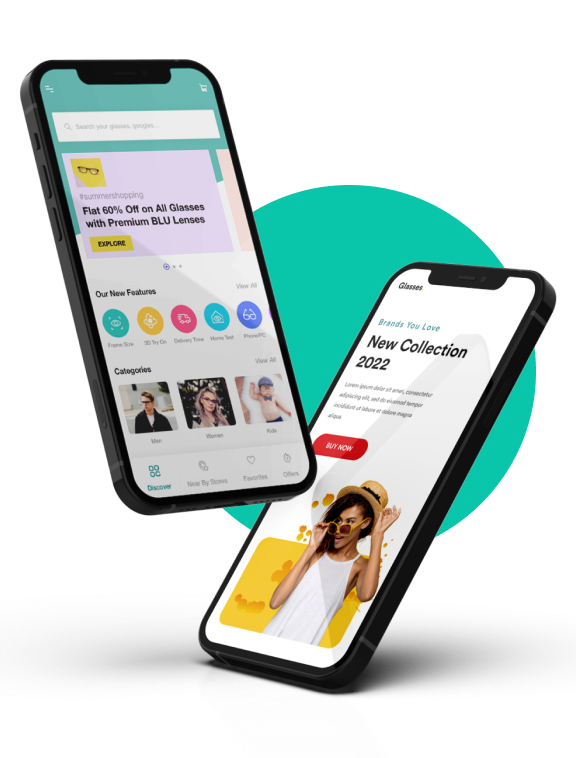 Search your glasses, googles...
#summershopping
Flat 60% Off on All Glasses
with Premium BLU Lenses
EXPLORE
Our New Features
View All
Frame Size
3D Try On
Delivery Time
Home Test
Phone/PC
Categories
View All
Men
Women
Kids
Discover
Near By Stores
Favorites
Offers
Glasses
Brands You Love
New Collection
2022
Lorem ipsum dolor sit amet, consectetur
adipiscing elit, sed do eiusmod tempor
incididunt ut labore et dolore magna
aliqua.
BUY NOW